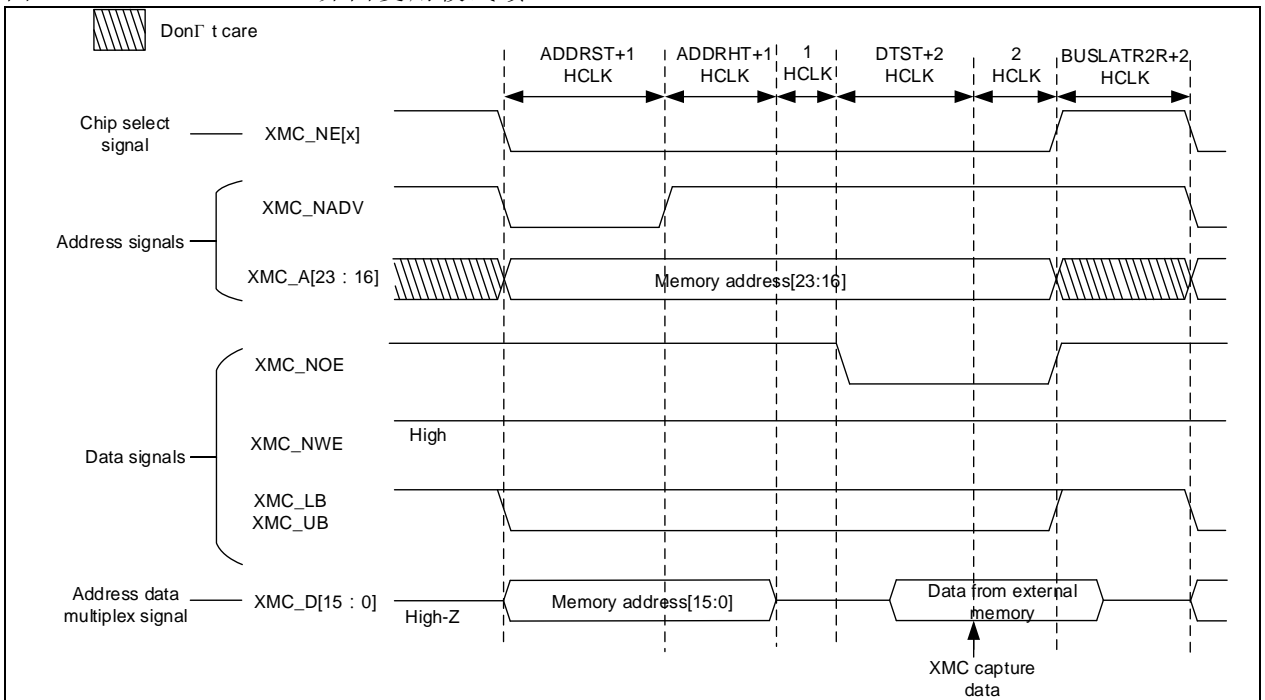 DonΓ t care
ADDRST+1
HCLK
ADDRHT+1
HCLK
1
HCLK
DTST+2
HCLK
2
HCLK
BUSLATR2R+2
HCLK
Chip select
signal
XMC_NE[x]
XMC_NADV
Address signals
XMC_A[23：16]
Memory address[23:16]
XMC_NOE
High
XMC_NWE
Data signals
XMC_LB
XMC_UB
Address data
multiplex signal
XMC_D[15：0]
High-Z
Memory address[15:0]
Data from external
memory
XMC capture
data